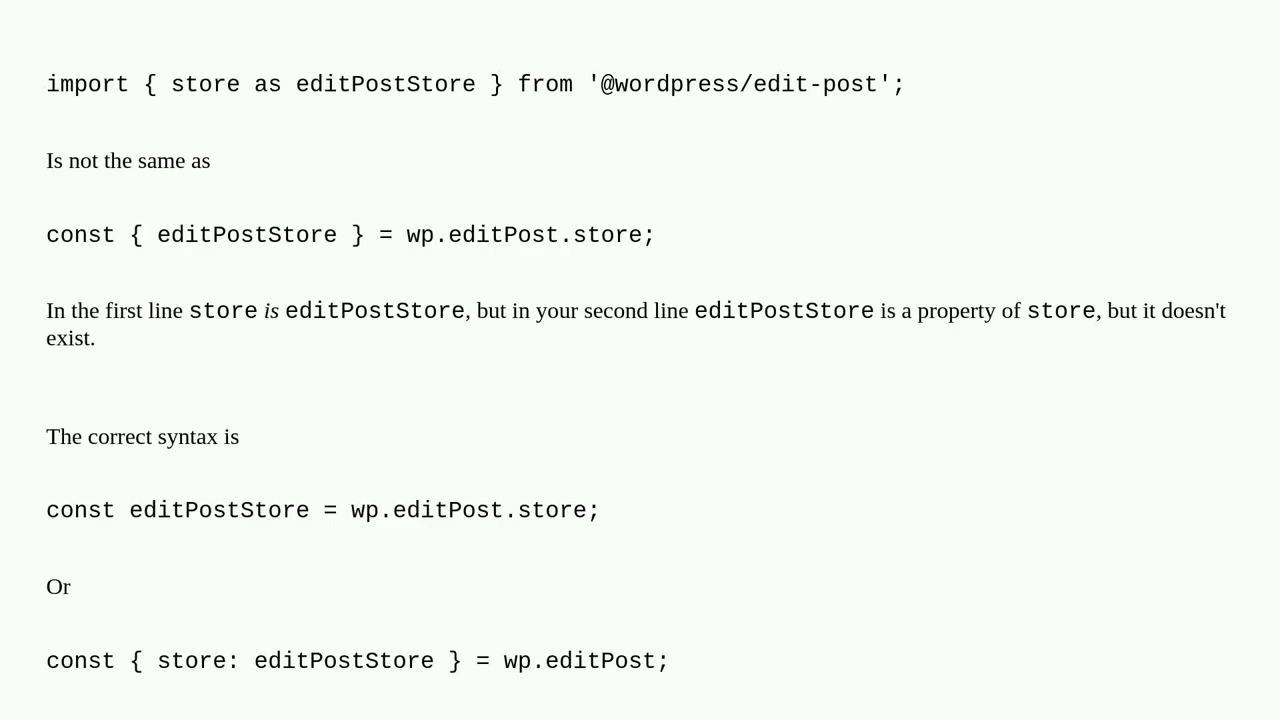 import { store as editPostStore } from '@wordpress/edit-post';
Is not the same as
const { editPostStore } = wp.editPost.store;
In the first line store is editPostStore, but in your second line editPostStore is a property of store, but it doesn't
exist.
The correct syntax is
const editPostStore = wp.editPost.store;
Or
const { store: editPostStore } = wp.editPost;